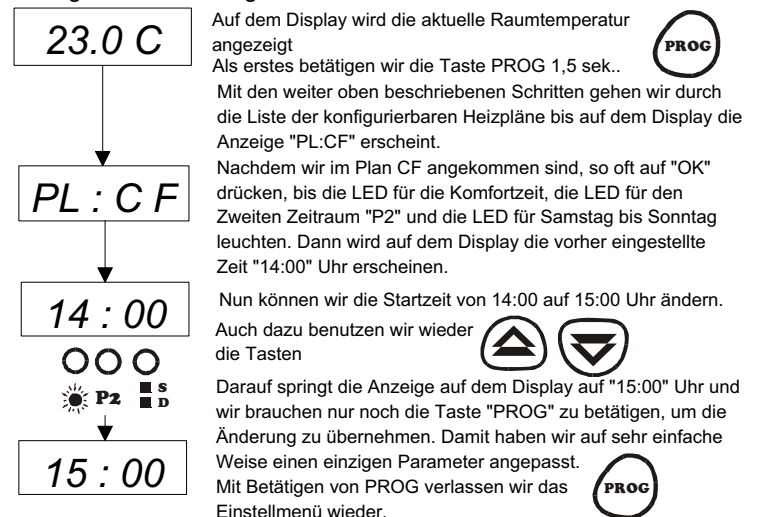 23.0 C
Auf dem Display wird die aktuelle Raumtemperatur
angezeigt
PROG
Als erstes betätigen wir die Taste PROG 1,5 sek..
Mit den weiter oben beschriebenen Schritten gehen wir durch
die Liste der konfigurierbaren Heizpläne bis auf dem Display die
Anzeige "PL:CF" erscheint.
PL : C F
Nachdem wir im Plan CF angekommen sind, so oft auf "OK"
drücken, bis die LED für die Komfortzeit, die LED für den
Zweiten Zeitraum "P2" und die LED für Samstag bis Sonntag
leuchten. Dann wird auf dem Display die vorher eingestellte
Zeit "14:00" Uhr erscheinen.
14 : 00
Nun können wir die Startzeit von 14:00 auf 15:00 Uhr ändern.
Auch dazu benutzen wir wieder
die Tasten
P2
S
D
Darauf springt die Anzeige auf dem Display auf "15:00" Uhr und
wir brauchen nur noch die Taste "PROG" zu betätigen, um die
Änderung zu übernehmen. Damit haben wir auf sehr einfache
Weise einen einzigen Parameter angepasst.
15 : 00
Mit Betätigen von PROG verlassen wir das
Einstellmenü wieder.
PROG